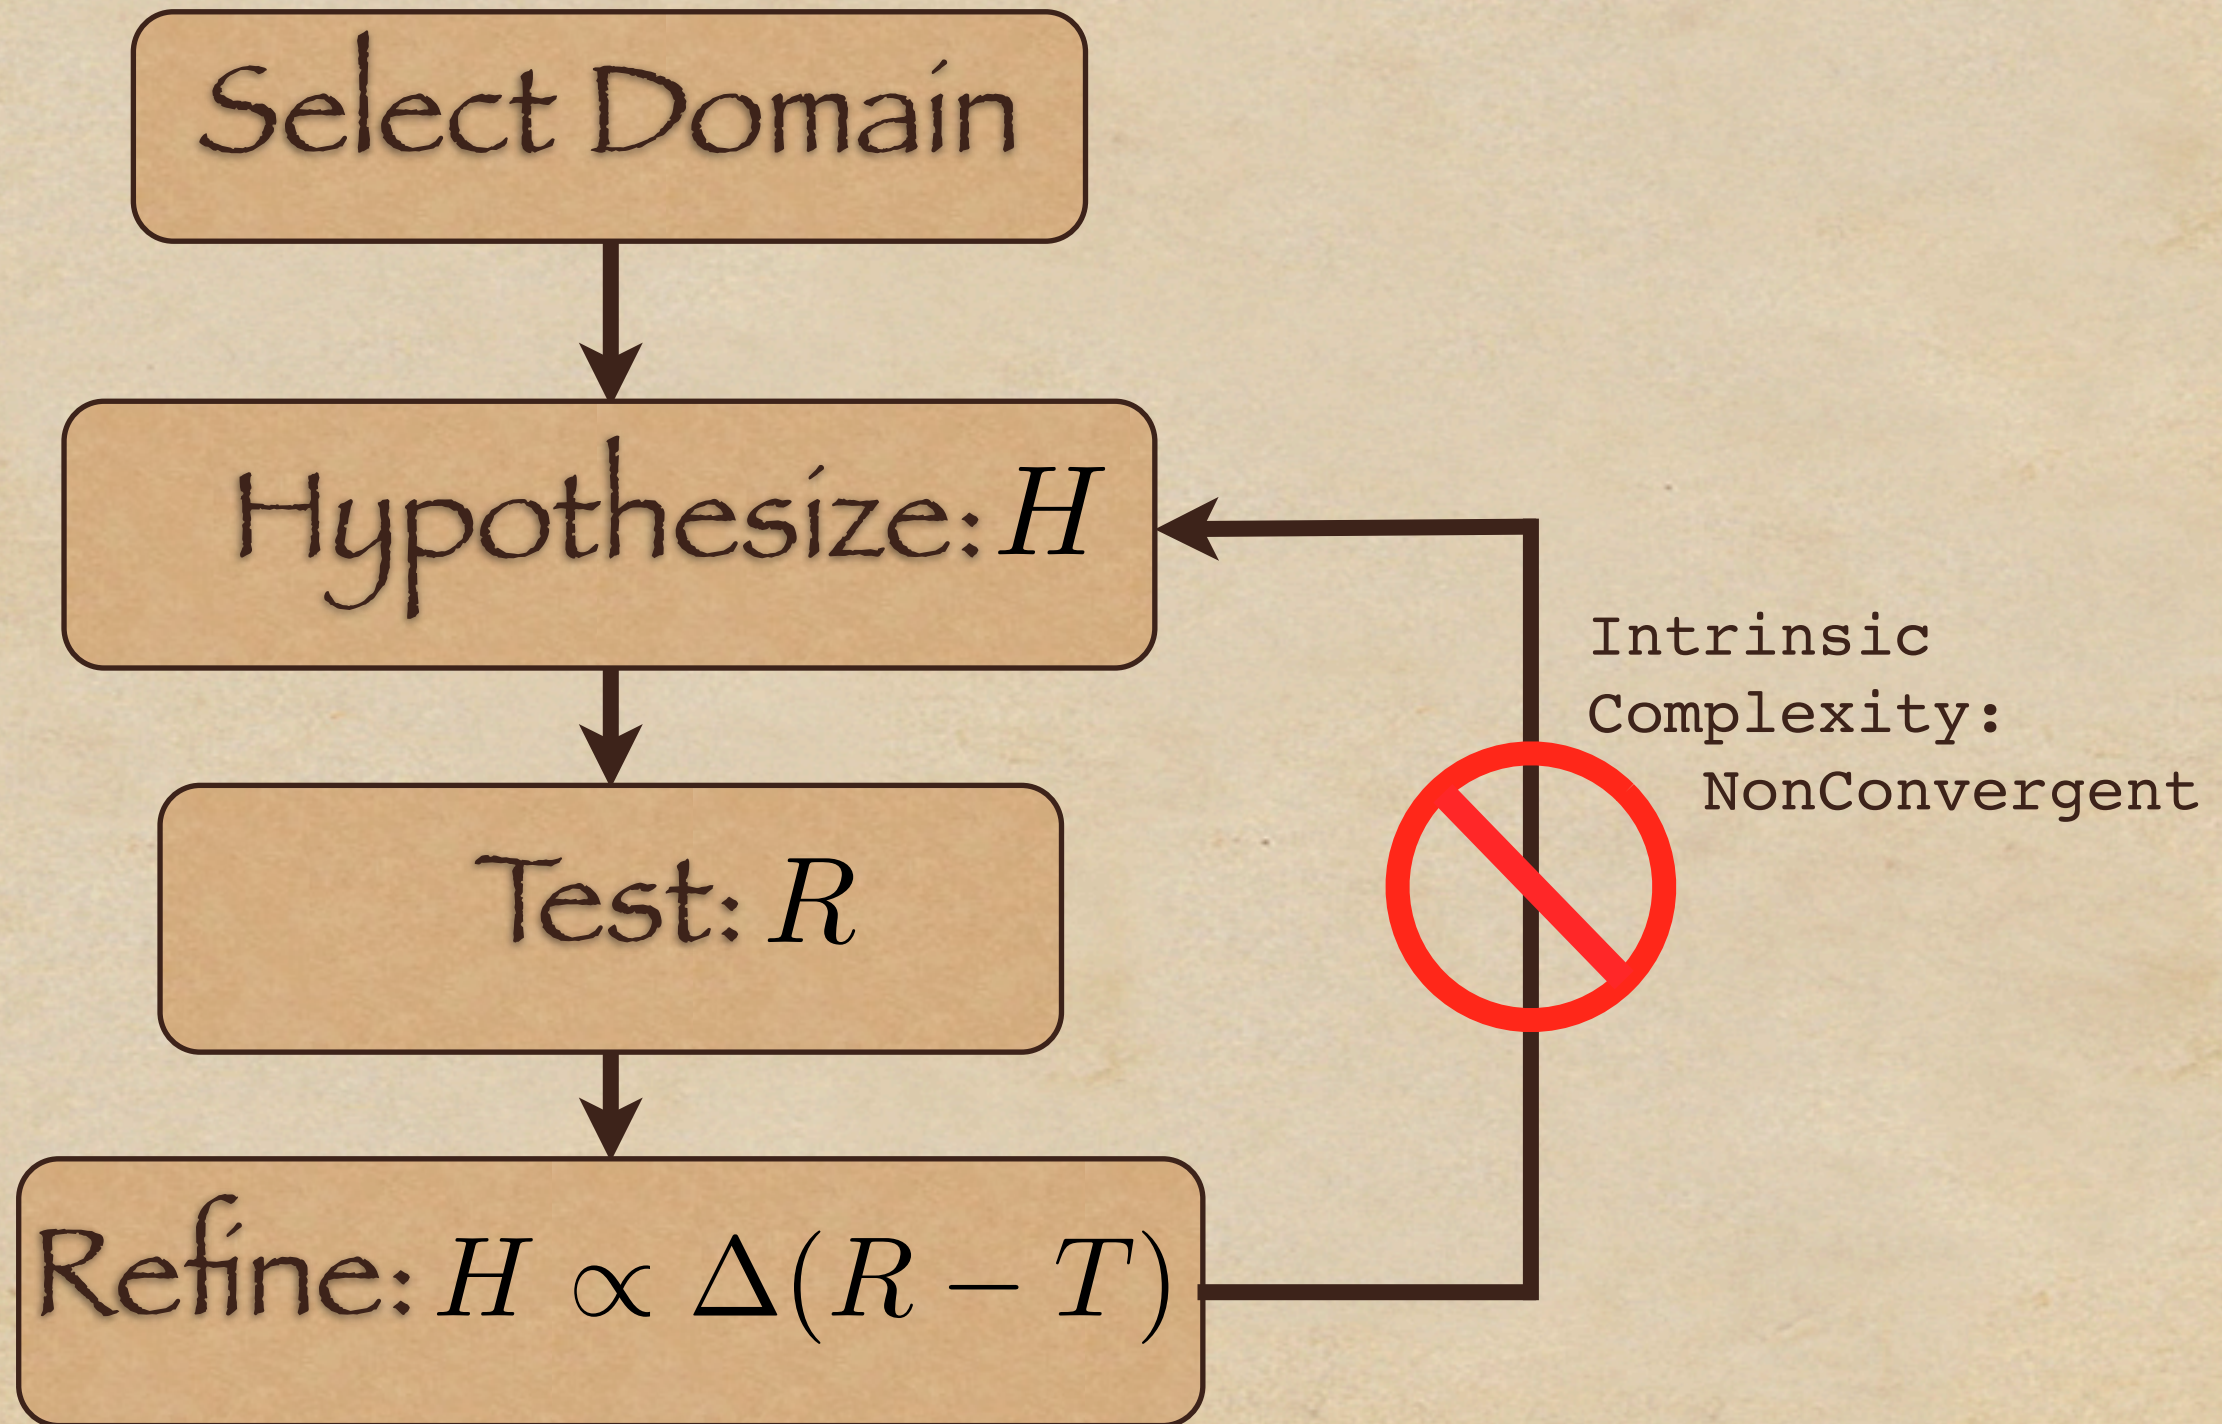 Select Domain
Hypothesize: H
Intrinsic
Complexity:
NonConvergent
Test: R
Refine: H ∝ Δ(R − T)